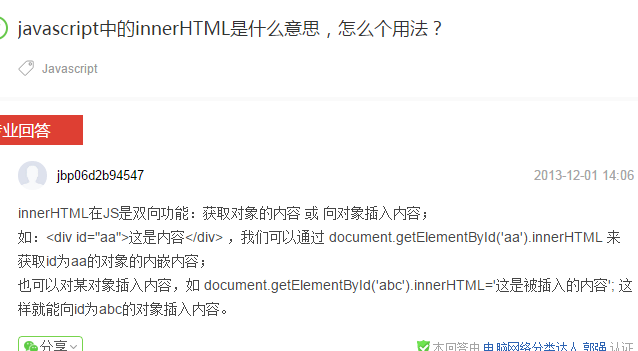 javascript中的innerHTML是什么意思，怎么个用法？
Javascript
业回答
jbp06d2b94547
2013-12-01 14:06
innerHTML在JS是双向功能：获取对象的内容 或 向对象插入内容；
如：<div id="aa">这是内容</div> ，我们可以通过 document.getElementById('aa').innerHTML 来
获取id为aa的对象的内嵌内容；
也可以对某对象插入内容，如 document.getElementById('abc').innerHTML='这是被插入的内容'; 这
样就能向id为abc的对象插入内容。
分享
本回答由 电脑网络分类达人 郭强 认证